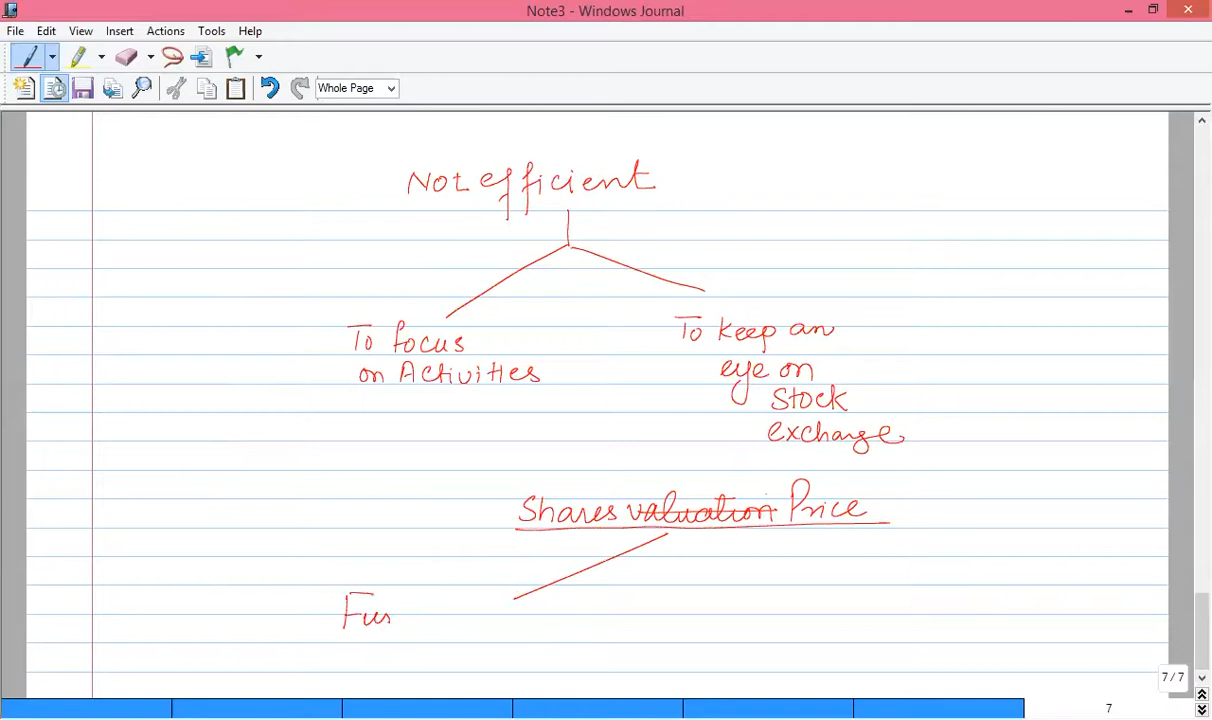 Note3 - Windows Journal
File Edit View Insert Actions Tools Help
Whole Page
Not efficient
To focus
on Activities
To keep an
eye on
Stock
exchange
Shares valuation Price
Fus
7 / 7
7